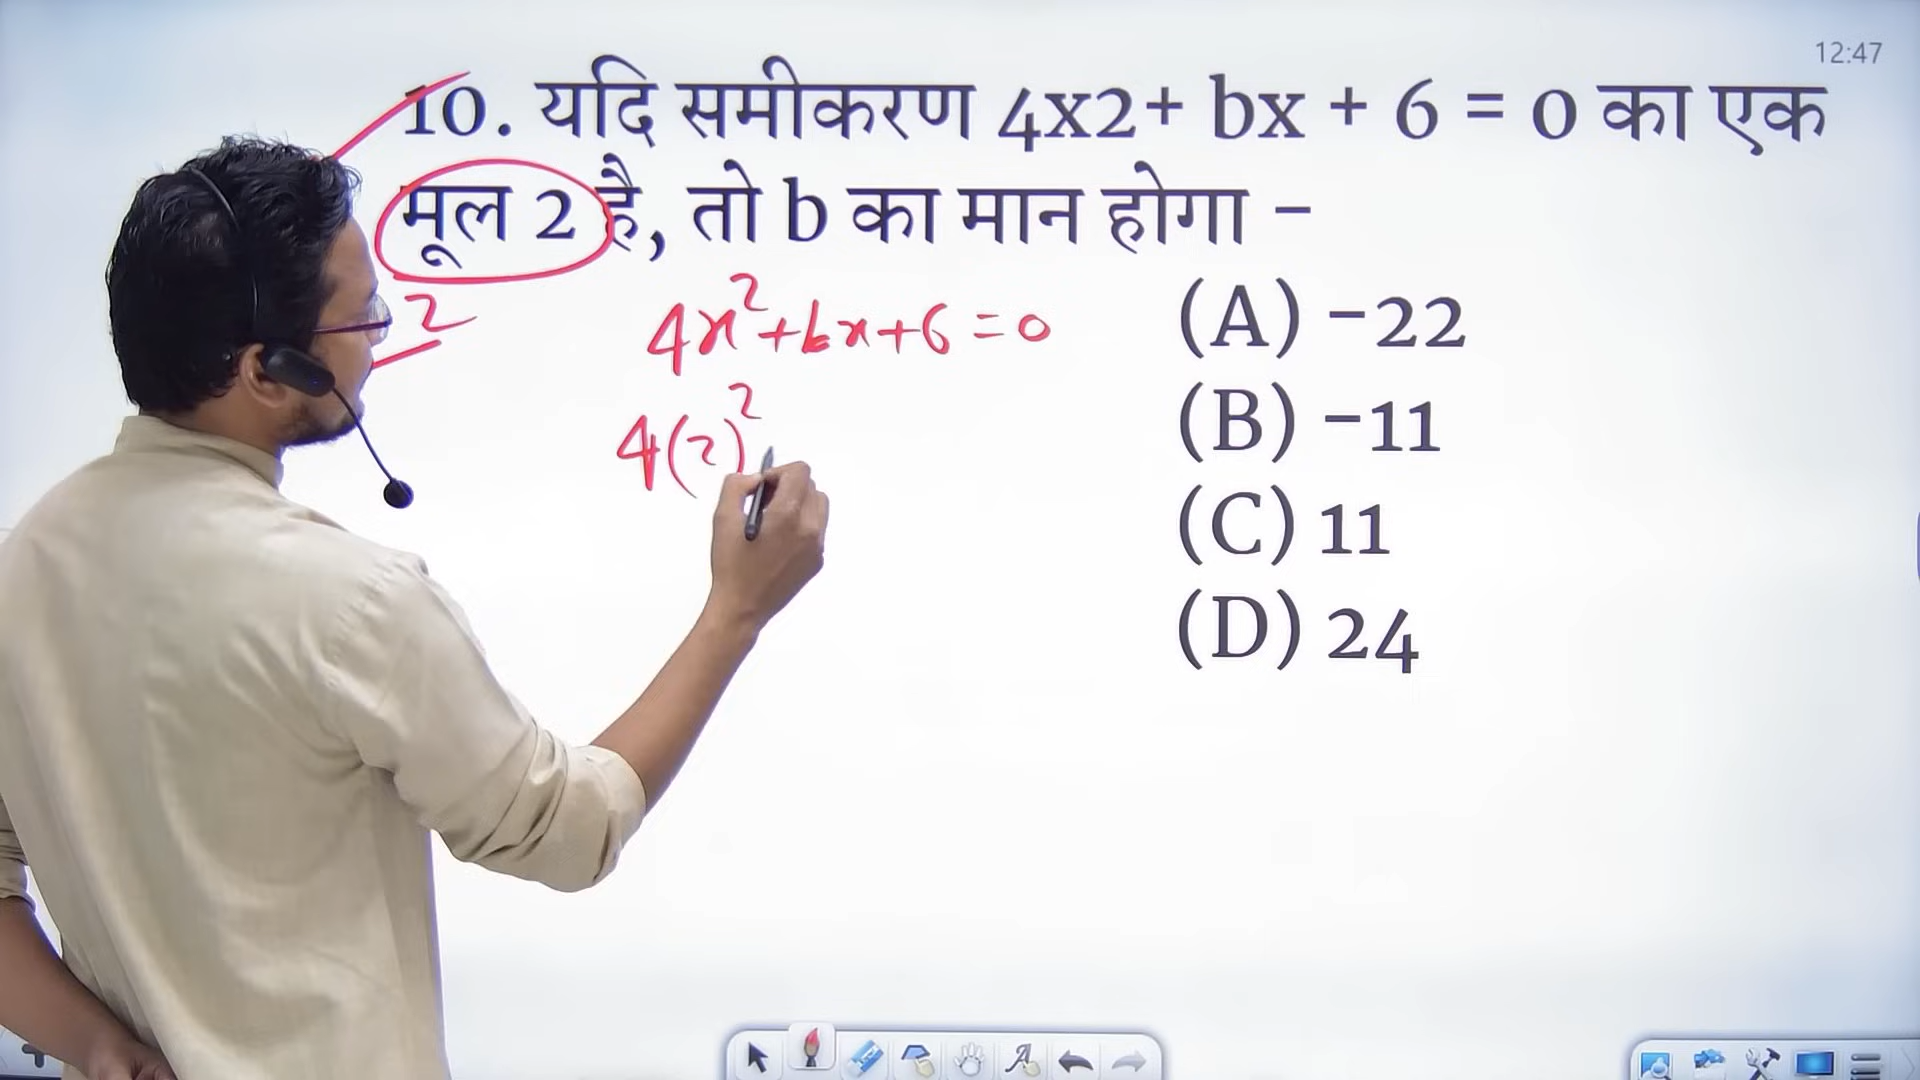 12:47
10. यदि समीकरण 4x2+ bx + 6 = 0 का एक
मूल 2 है, तो b का मान होगा –
2
4x²+bx+6=0
4(2)²
(A) –22
(B) –11
(C) 11
(D) 24